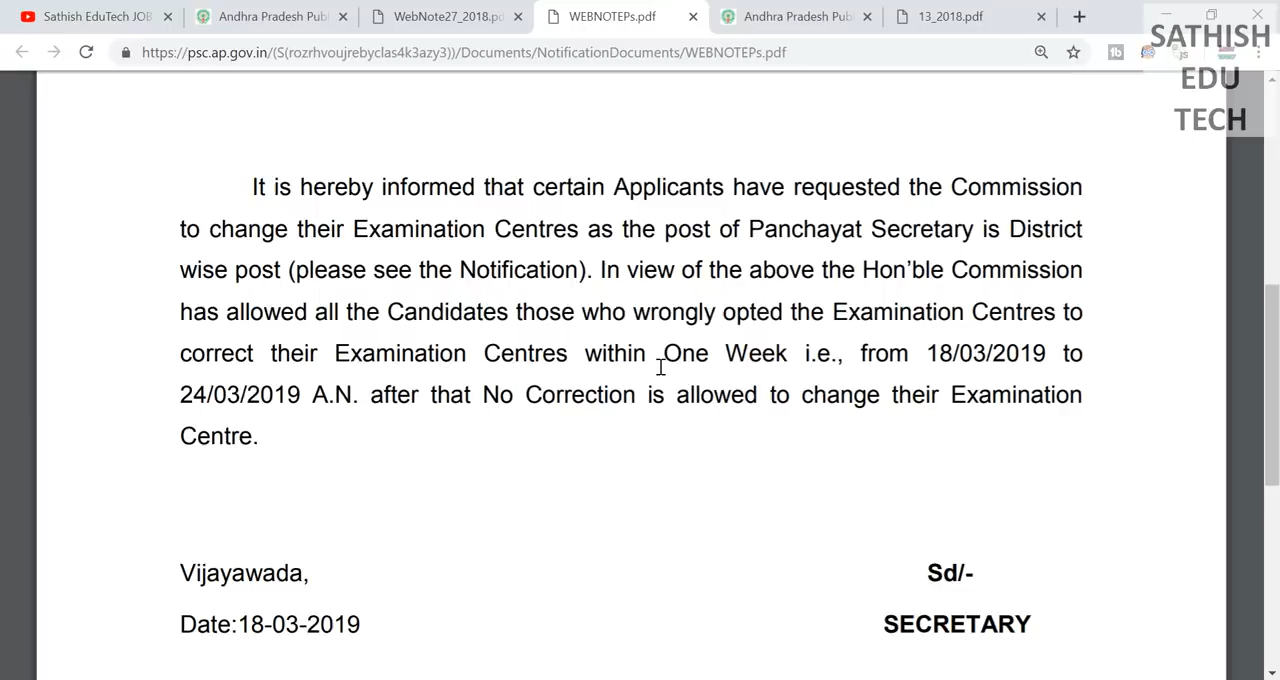 Sathish EduTech JOB
Andhra Pradesh Pub
WebNote27_2018.pd
WEBNOTEPs.pdf
Andhra Pradesh Pub
13_2018.pdf
https://psc.ap.gov.in/(S(rozrhvoujrebyclas4k3azy3))/Documents/NotificationDocuments/WEBNOTEPs.pdf
SATHISH
EDU
TECH
It is hereby informed that certain Applicants have requested the Commission
to change their Examination Centres as the post of Panchayat Secretary is District
wise post (please see the Notification). In view of the above the Hon’ble Commission
has allowed all the Candidates those who wrongly opted the Examination Centres to
correct their Examination Centres within One Week i.e., from 18/03/2019 to
24/03/2019 A.N. after that No Correction is allowed to change their Examination
Centre.
Vijayawada,
Sd/-
Date:18-03-2019
SECRETARY